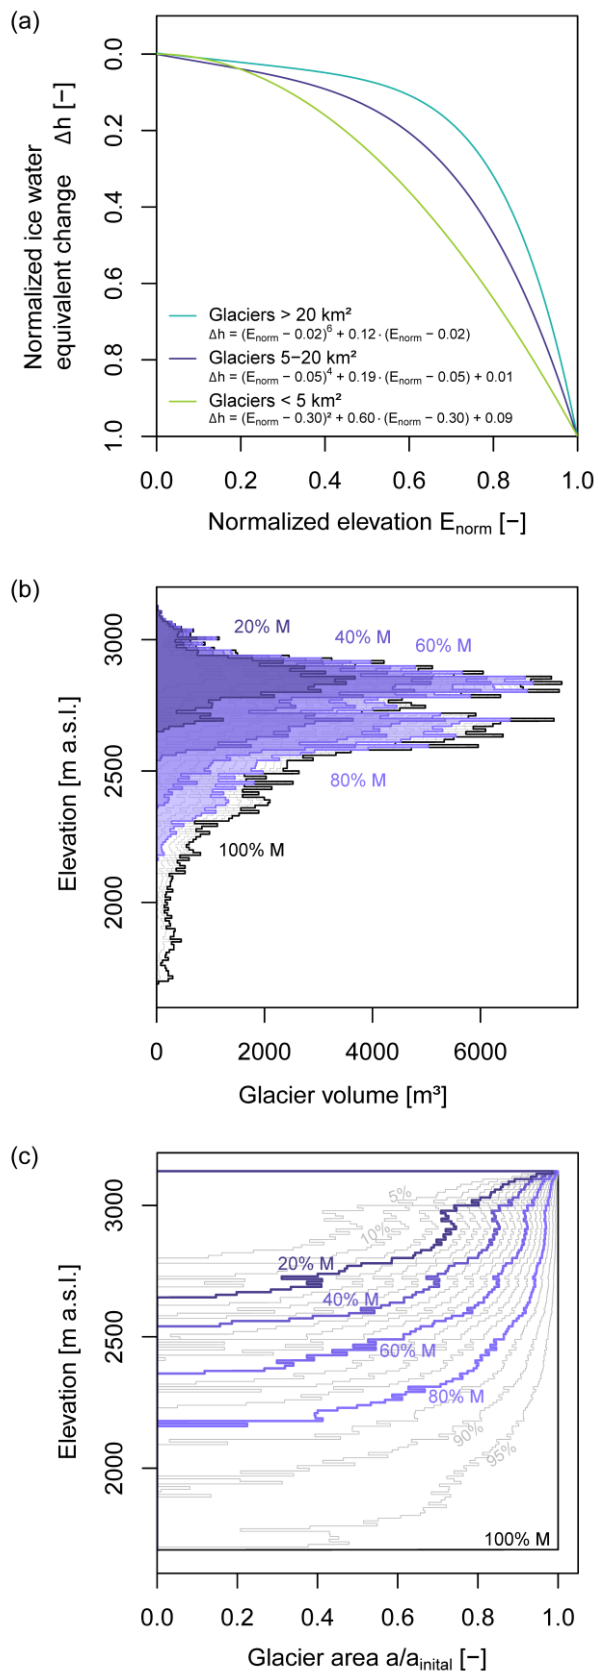 (a)
Normalized ice water
equivalent change Δh [−]
0.0
0.2
0.4
0.6
0.8
1.0
Glaciers > 20 km²
Δh = (Enorm − 0.02)⁶ + 0.12 · (Enorm − 0.02)
Glaciers 5−20 km²
Δh = (Enorm − 0.05)⁴ + 0.19 · (Enorm − 0.05) + 0.01
Glaciers < 5 km²
Δh = (Enorm − 0.30)² + 0.60 · (Enorm − 0.30) + 0.09
0.0 0.2 0.4 0.6 0.8 1.0
Normalized elevation Enorm [−]
(b)
Elevation [m a.s.l.]
3000
2500
2000
20% M
40% M
60% M
80% M
100% M
0 2000 4000 6000
Glacier volume [m³]
(c)
Elevation [m a.s.l.]
3000
2500
2000
5%
10%
20% M
40% M
60% M
80% M
90%
95%
100% M
0.0 0.2 0.4 0.6 0.8 1.0
Glacier area a/ainital [−]